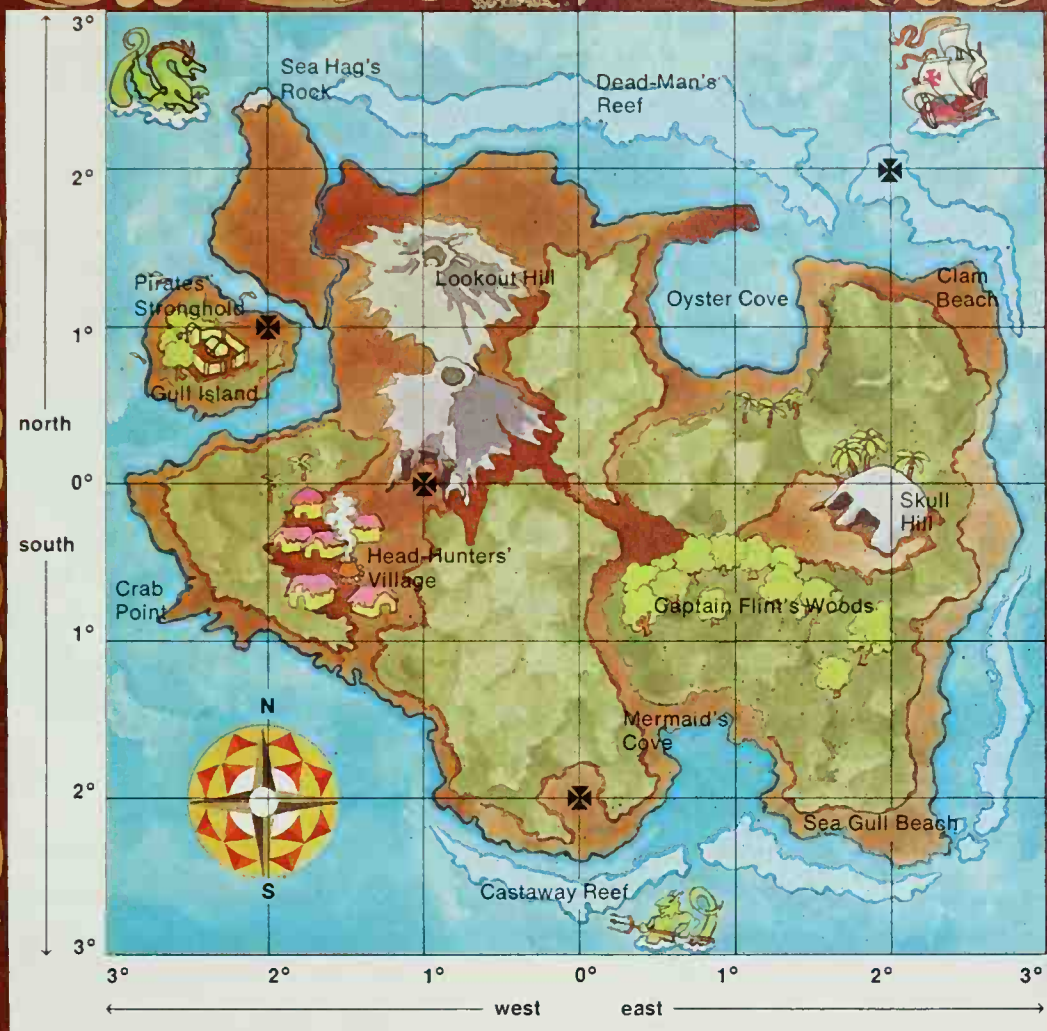 3°
Sea Hag's
Rock
Dead-Man's
Reef
2°
Pirates'
Stronghold
Lookout Hill
Oyster Cove
Clam
Beach
1°
Gull Island
north
0°
Skull
Hill
south
Head-Hunters'
Village
Crab
Point
Captain Flint's Woods
1°
N
Mermaid's
Cove
2°
Sea Gull Beach
S
Castaway Reef
3°
3° 2° 1° 0° 1° 2° 3°
west east